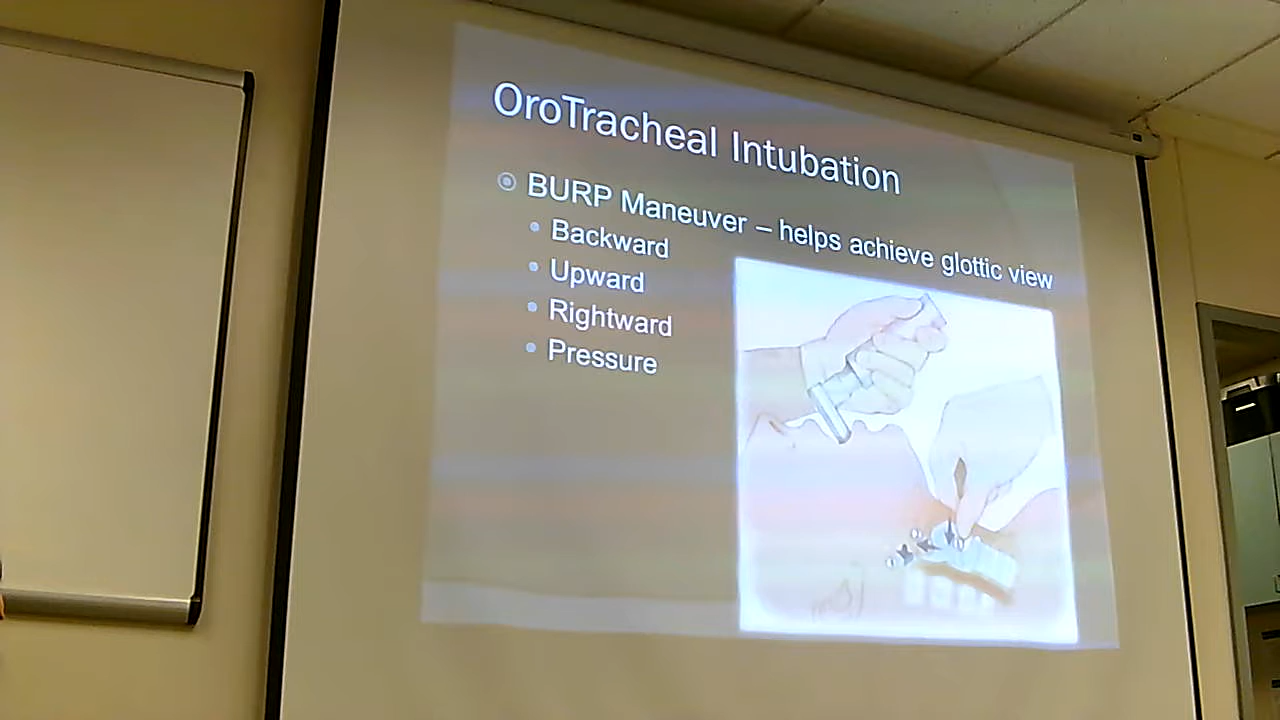 OroTracheal Intubation
BURP Maneuver – helps achieve glottic view
Backward
Upward
Rightward
Pressure